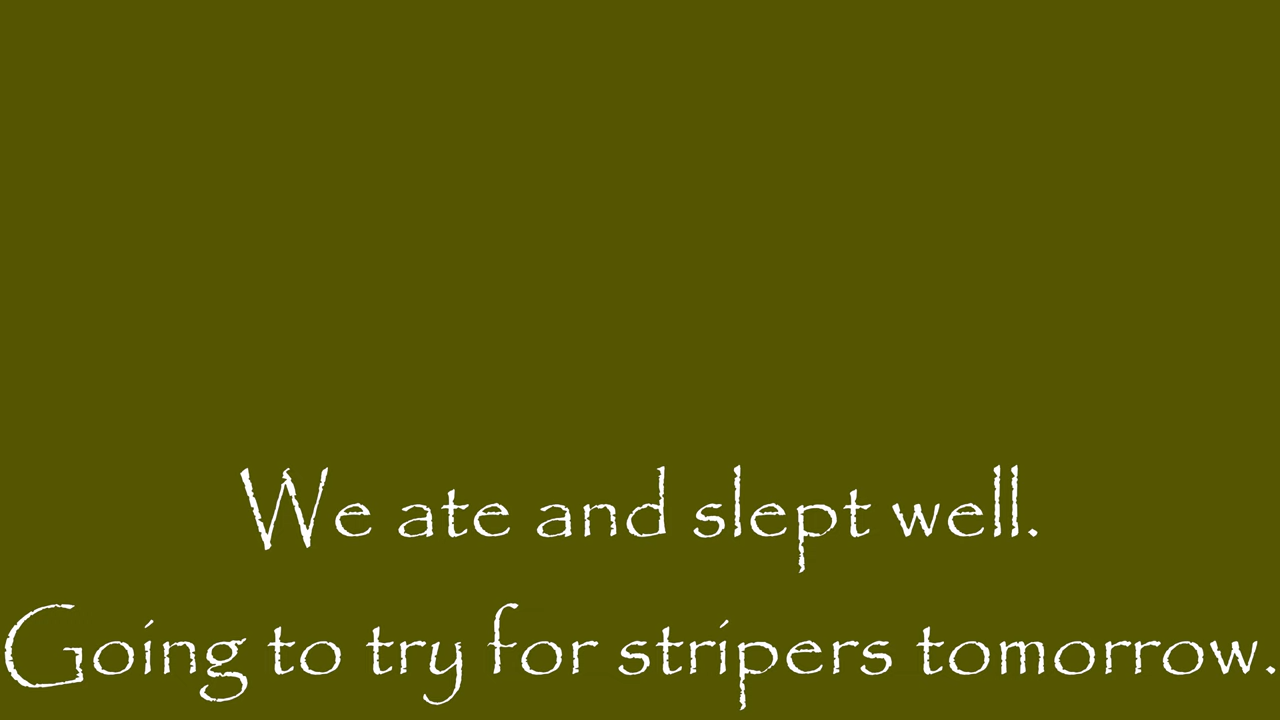 We ate and slept well.
Going to try for stripers tomorrow.